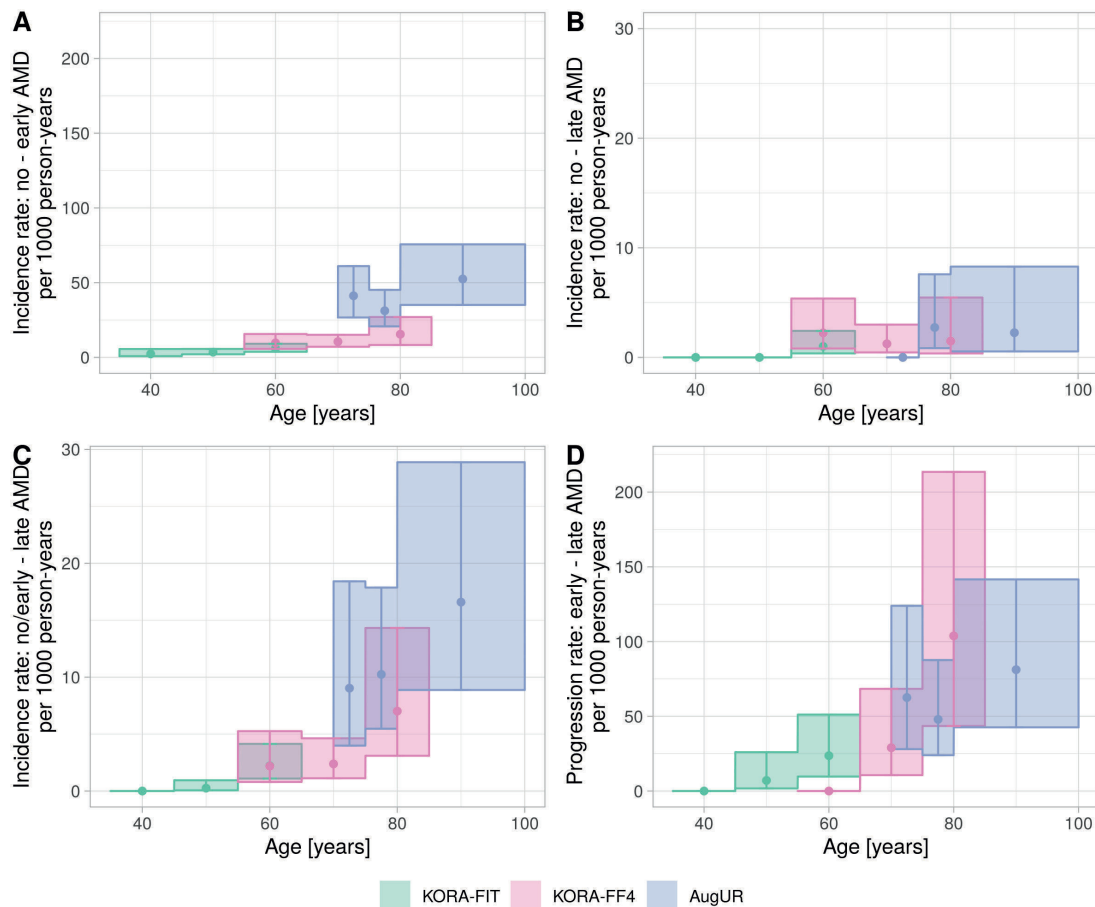 A
Incidence rate: no - early AMD
per 1000 person-years
200
150
100
50
0
40
60
80
100
Age [years]
B
Incidence rate: no - late AMD
per 1000 person-years
30
20
10
0
40
60
80
100
Age [years]
C
Incidence rate: no/early - late AMD
per 1000 person-years
30
20
10
0
40
60
80
100
Age [years]
D
Progression rate: early - late AMD
per 1000 person-years
200
150
100
50
0
40
60
80
100
Age [years]
KORA-FIT KORA-FF4 AugUR